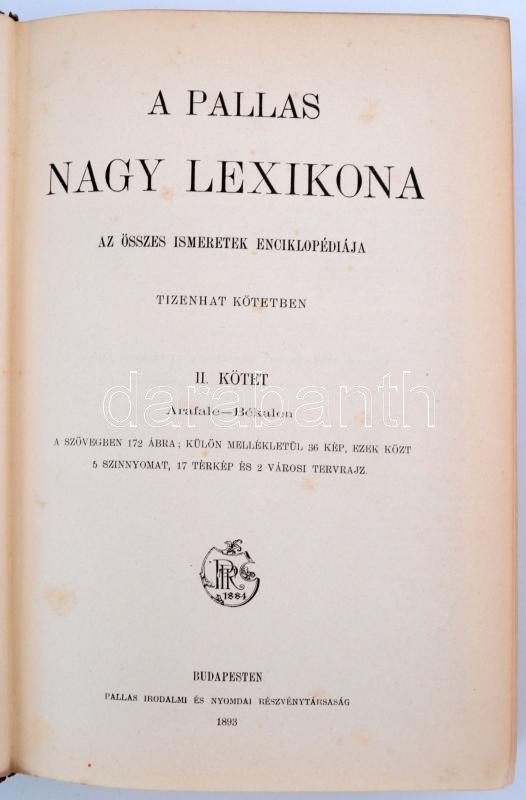 A PALLAS
NAGY LEXIKONA
AZ ÖSSZES ISMERETEK ENCIKLOPÉDIÁJA
TIZENHAT KÖTETBEN
II. KÖTET
darabanth
Arafale—Békalen
A SZÖVEGBEN 172 ÁBRA; KÜLÖN MELLÉKLETÜL 36 KÉP, EZEK KÖZT
5 SZINNYOMAT, 17 TÉRKÉP ÉS 2 VÁROSI TERVRAJZ.
1884
BUDAPESTEN
PALLAS IRODALMI ÉS NYOMDAI RÉSZVÉNYTÁRSASÁG
1893